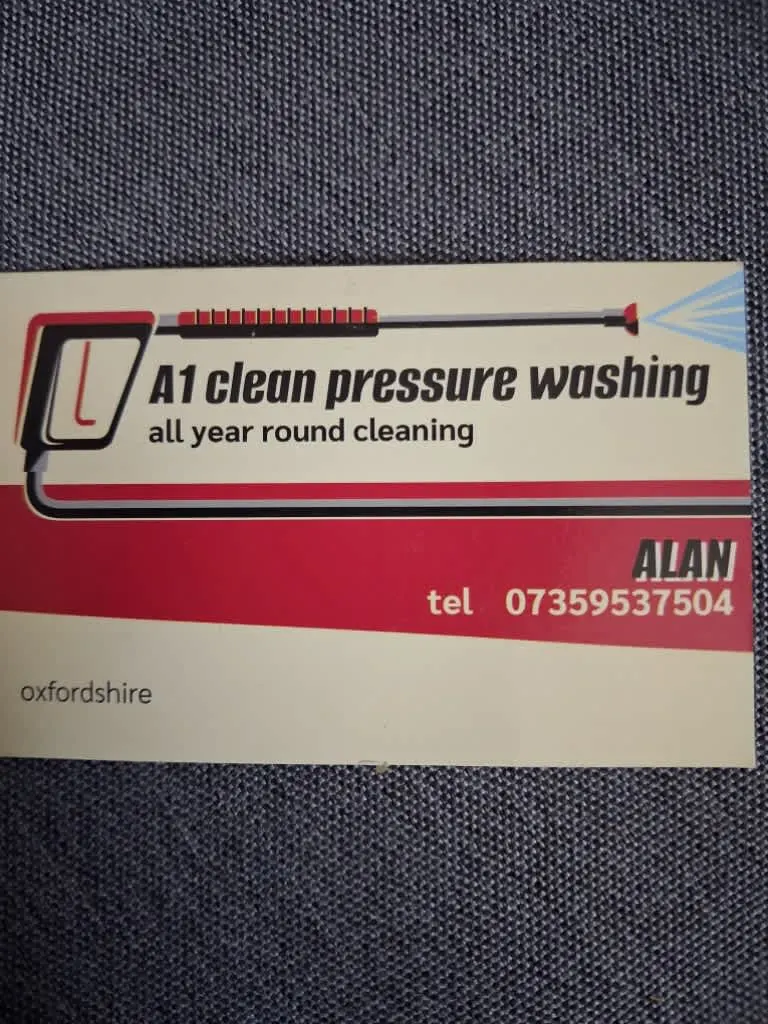 A1 clean pressure washing
all year round cleaning
ALAN
tel 07359537504
oxfordshire